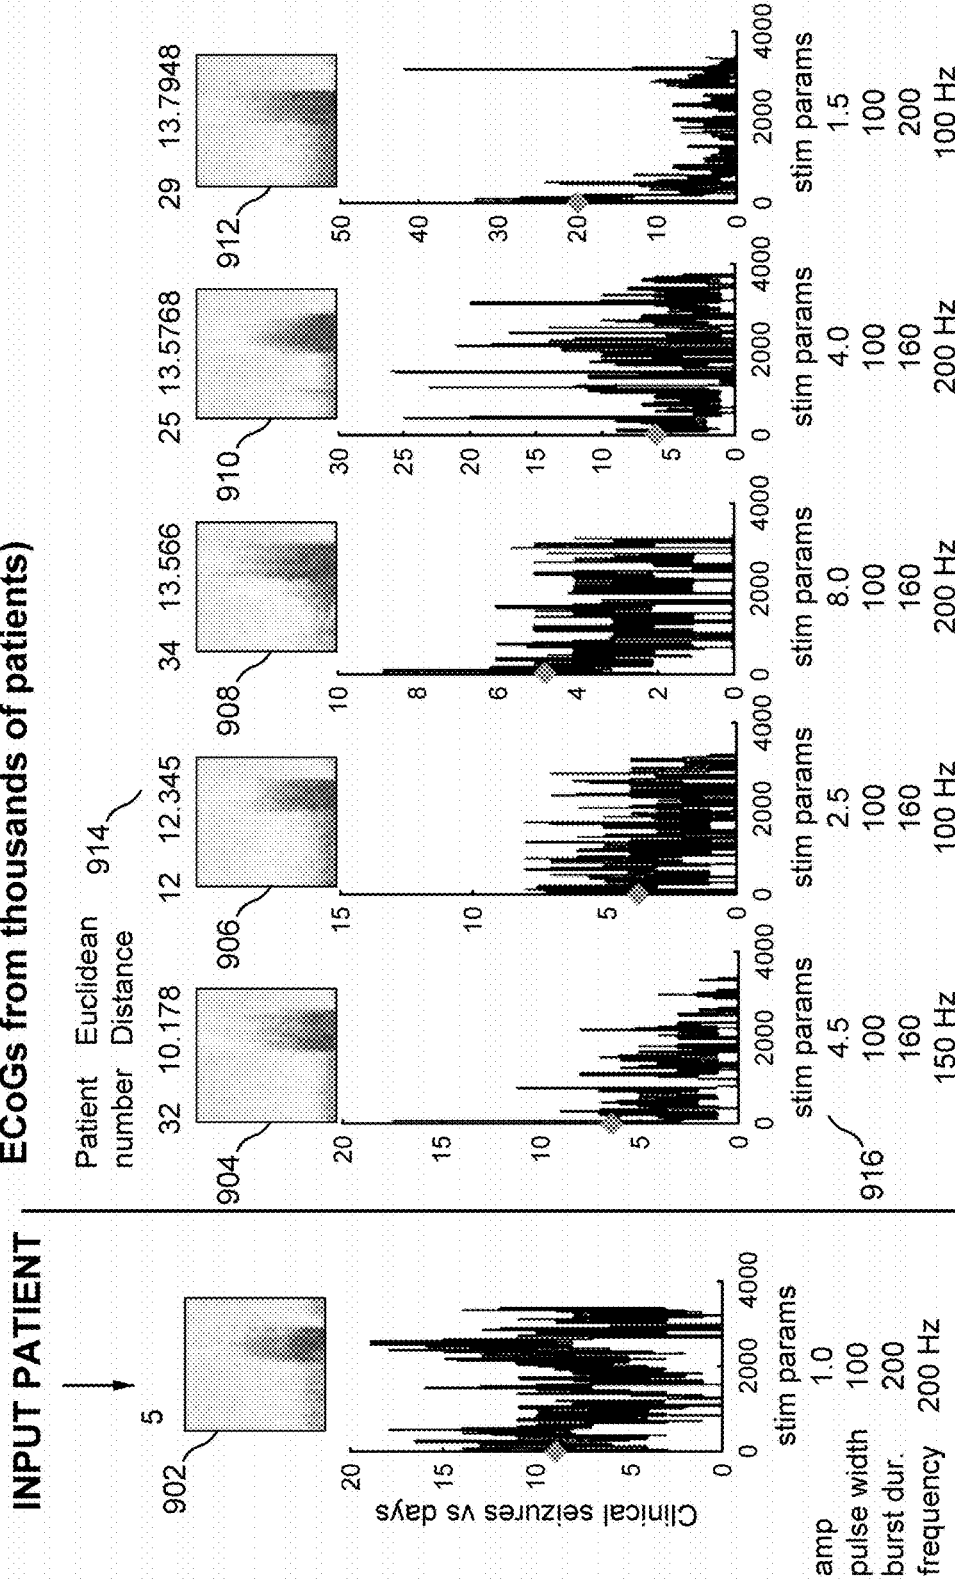 INPUT PATIENT
ECoGs from thousands of patients)
Patient Euclidean
number Distance
914
5
902
32 10.178
904
12 12.345
906
34 13.566
908
25 13.5768
910
29 13.7948
912
Clinical seizures vs days
20
15
10
5
0
0 2000 4000
20
15
10
5
0
0 2000 4000
15
10
5
0
0 2000 4000
10
8
6
4
2
0
0 2000 4000
30
25
20
15
10
5
0
0 2000 4000
50
40
30
20
10
0
0 2000 4000
stim params
amp 1.0
pulse width 100
burst dur. 200
frequency 200 Hz
916
stim params
4.5
100
160
150 Hz
stim params
2.5
100
160
100 Hz
stim params
8.0
100
160
200 Hz
stim params
4.0
100
160
200 Hz
stim params
1.5
100
200
100 Hz